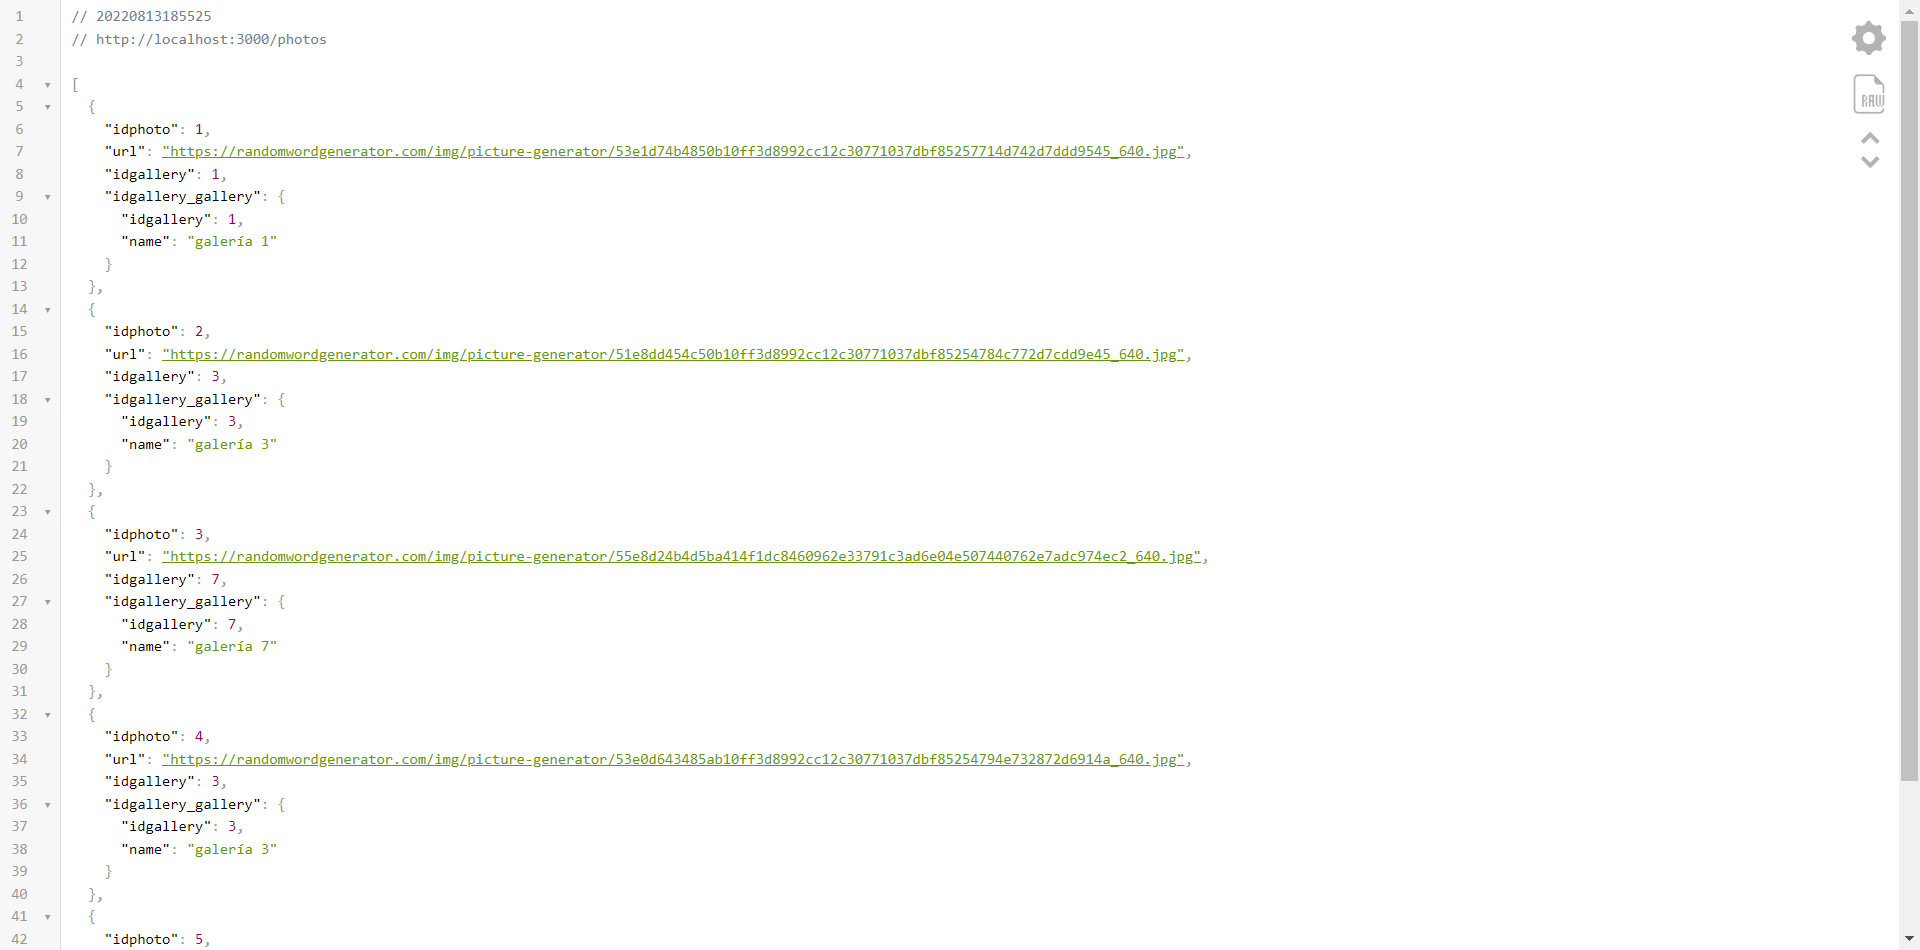 1 // 20220813185525
2 // http://localhost:3000/photos
3
4 [
5 {
6 "idphoto": 1,
7 "url": "https://randomwordgenerator.com/img/picture-generator/53e1d74b4850b10ff3d8992cc12c30771037dbf85257714d742d7ddd9545_640.jpg",
8 "idgallery": 1,
9 "idgallery_gallery": {
10 "idgallery": 1,
11 "name": "galería 1"
12 }
13 },
14 {
15 "idphoto": 2,
16 "url": "https://randomwordgenerator.com/img/picture-generator/51e8dd454c50b10ff3d8992cc12c30771037dbf85254784c772d7cdd9e45_640.jpg",
17 "idgallery": 3,
18 "idgallery_gallery": {
19 "idgallery": 3,
20 "name": "galería 3"
21 }
22 },
23 {
24 "idphoto": 3,
25 "url": "https://randomwordgenerator.com/img/picture-generator/55e8d24b4d5ba414f1dc8460962e33791c3ad6e04e507440762e7adc974ec2_640.jpg",
26 "idgallery": 7,
27 "idgallery_gallery": {
28 "idgallery": 7,
29 "name": "galería 7"
30 }
31 },
32 {
33 "idphoto": 4,
34 "url": "https://randomwordgenerator.com/img/picture-generator/53e0d643485ab10ff3d8992cc12c30771037dbf85254794e732872d6914a_640.jpg",
35 "idgallery": 3,
36 "idgallery_gallery": {
37 "idgallery": 3,
38 "name": "galería 3"
39 }
40 },
41 {
42 "idphoto": 5,
RAW